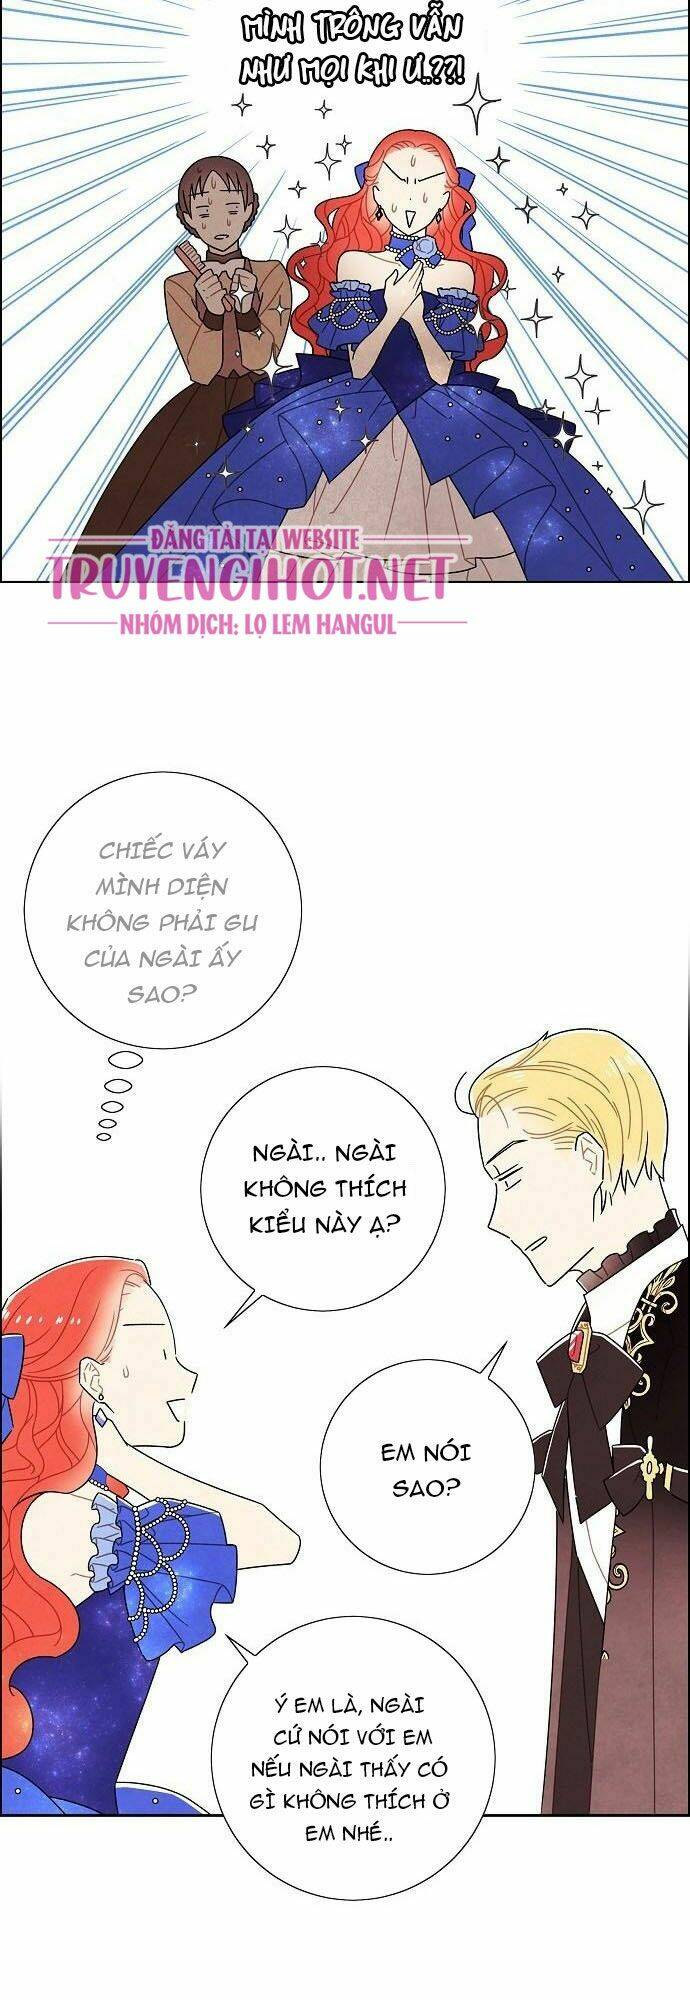 MÌNH TRÔNG VẪN
NHƯ MỌI KHI Ư..??!
ĐĂNG TẢI TẠI WEBSITE
TRUYENGIHOT.NET
NHÓM DỊCH: LỌ LEM HANGUL
CHIẾC VÁY
MÌNH DIỆN
KHÔNG PHẢI GU
CỦA NGÀI ẤY
SAO?
NGÀI.. NGÀI
KHÔNG THÍCH
KIỂU NÀY Ạ?
EM NÓI
SAO?
Ý EM LÀ, NGÀI
CỨ NÓI VỚI EM
NẾU NGÀI THẤY CÓ
GÌ KHÔNG THÍCH Ở
EM NHÉ..